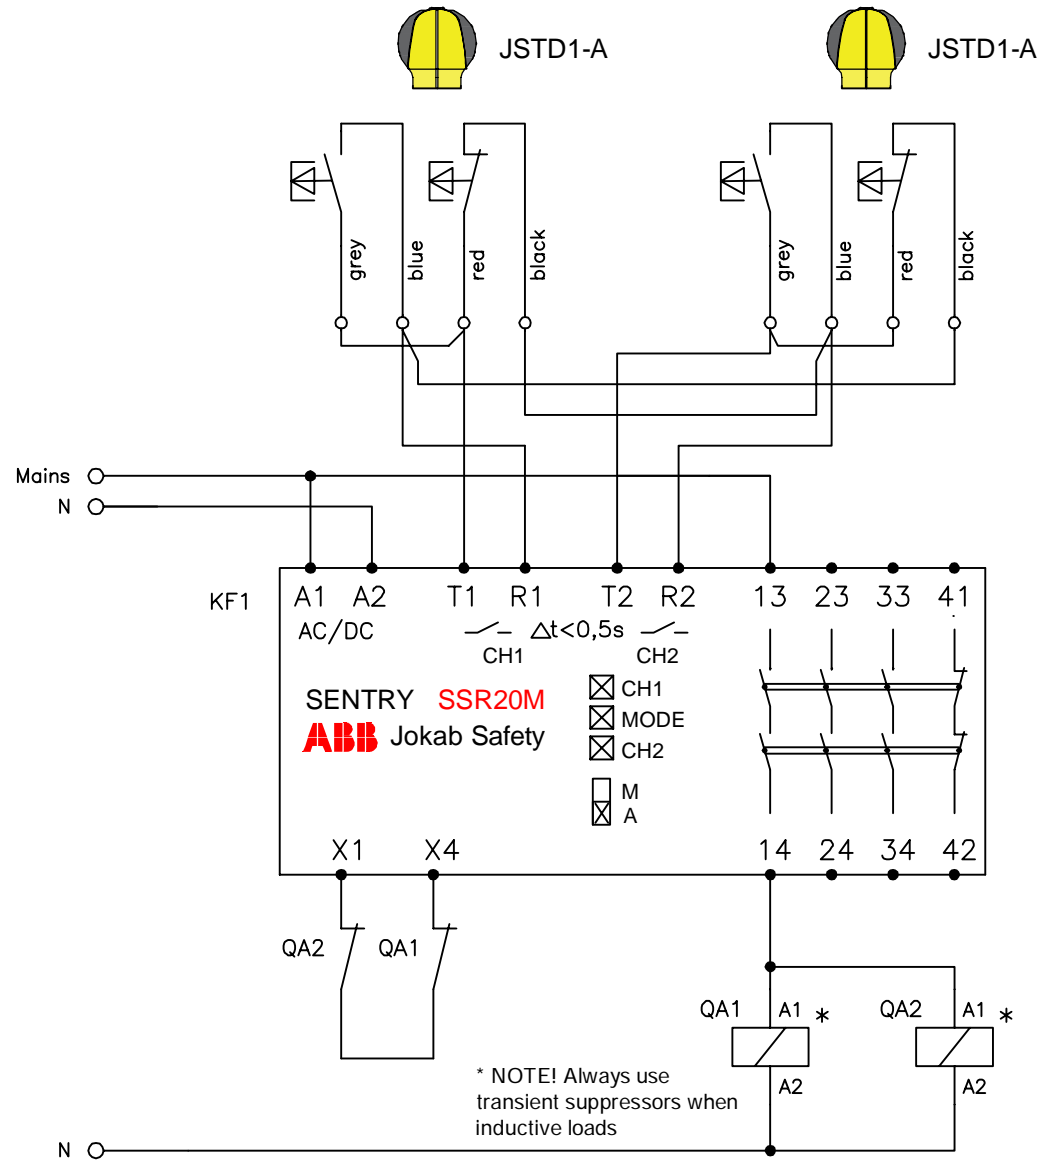 JSTD1-A
JSTD1-A
grey
blue
red
black
grey
blue
red
black
Mains
N
KF1
A1 A2 T1 R1 T2 R2 13 23 33 41
AC/DC
Δt<0,5s
CH1
CH2
SENTRY SSR20M
ABB Jokab Safety
CH1
MODE
CH2
M
A
X1 X4 14 24 34 42
QA2
QA1
QA1 A1 *
QA2 A1 *
A2
A2
* NOTE! Always use
transient suppressors when
inductive loads
N